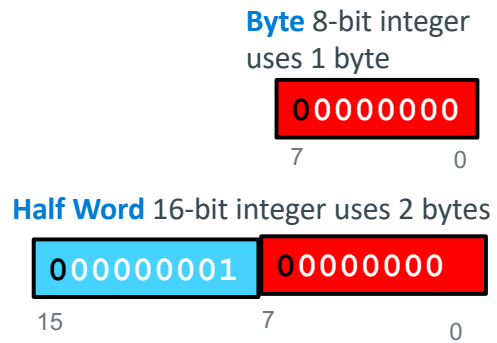 Byte 8-bit integer
uses 1 byte
00000000
7 0
Half Word 16-bit integer uses 2 bytes
000000001 00000000
15 7 0